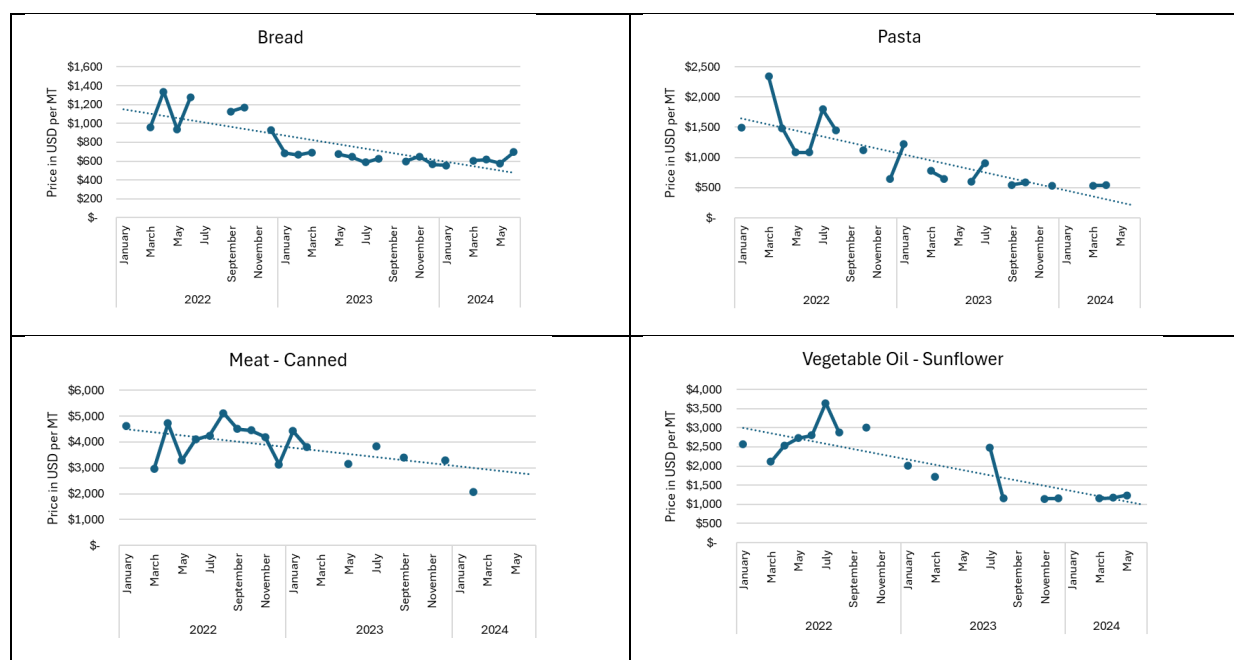 Bread
Price in USD per MT
$1,600
$1,400
$1,200
$1,000
$800
$600
$400
$200
$-
January
March
May
July
September
November
January
March
May
July
September
November
January
March
May
2022
2023
2024
Pasta
Price in USD per MT
$2,500
$2,000
$1,500
$1,000
$500
$-
January
March
May
July
September
November
January
March
May
July
September
November
January
March
May
2022
2023
2024
Meat - Canned
Price in USD per MT
$6,000
$5,000
$4,000
$3,000
$2,000
$1,000
$-
January
March
May
July
September
November
January
March
May
July
September
November
January
March
May
2022
2023
2024
Vegetable Oil - Sunflower
Price in USD per MT
$4,000
$3,500
$3,000
$2,500
$2,000
$1,500
$1,000
$500
$-
January
March
May
July
September
November
January
March
May
July
September
November
January
March
May
2022
2023
2024